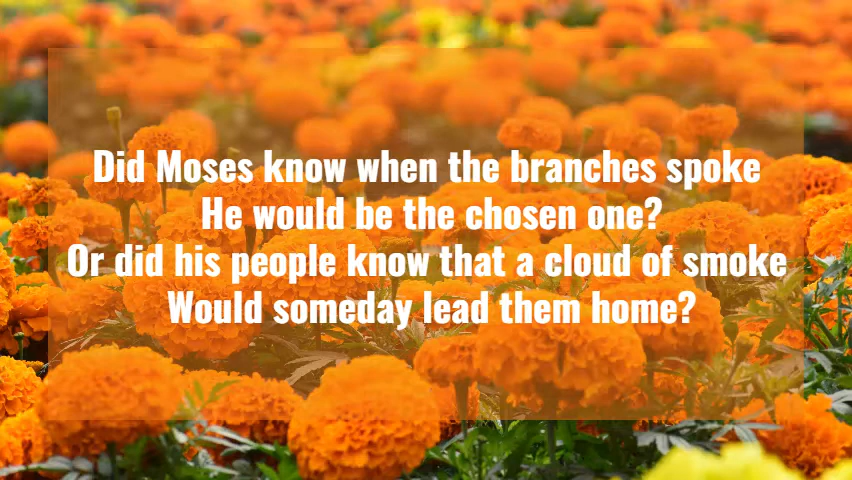 Did Moses know when the branches spoke
He would be the chosen one?
Or did his people know that a cloud of smoke
Would someday lead them home?